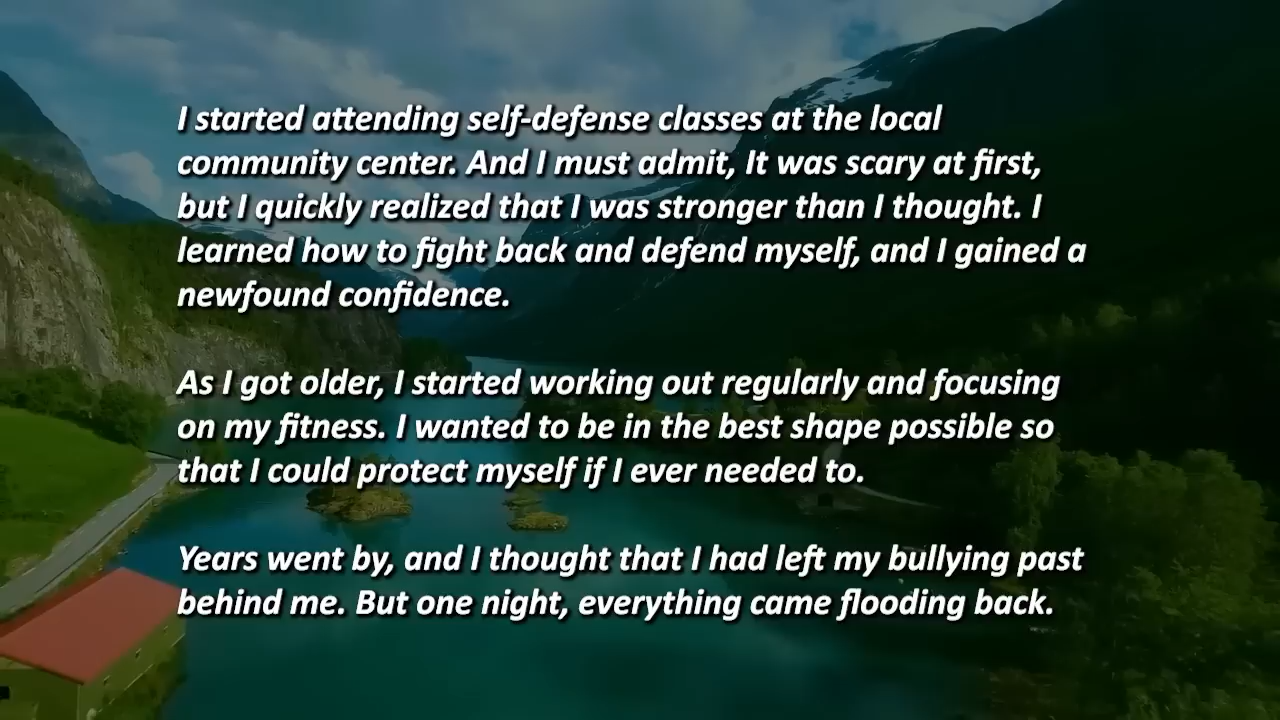 I started attending self-defense classes at the local
community center. And I must admit, It was scary at first,
but I quickly realized that I was stronger than I thought. I
learned how to fight back and defend myself, and I gained a
newfound confidence.
As I got older, I started working out regularly and focusing
on my fitness. I wanted to be in the best shape possible so
that I could protect myself if I ever needed to.
Years went by, and I thought that I had left my bullying past
behind me. But one night, everything came flooding back.